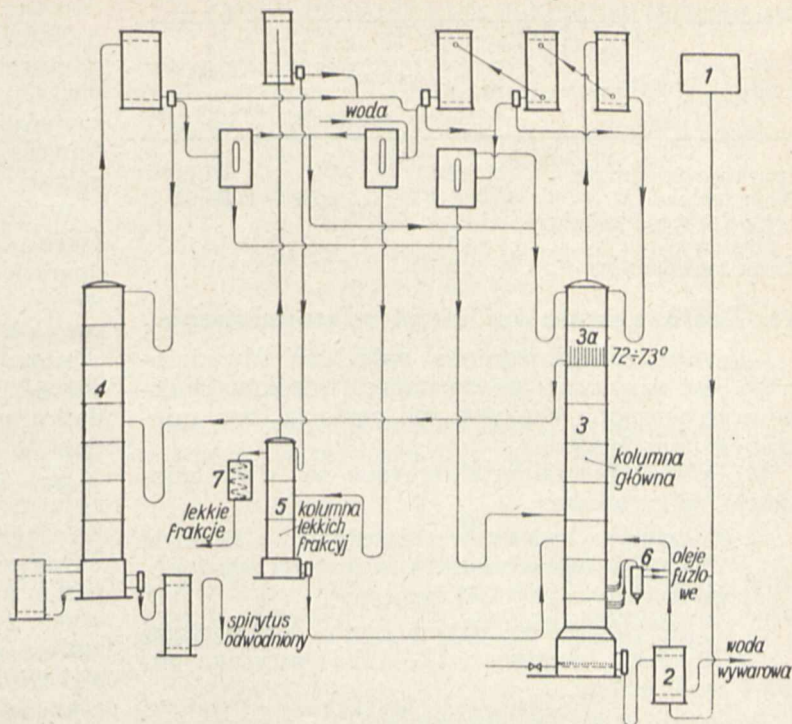 1
woda
3a
72÷73°
4
3
kolumna
główna
7
lekkie
frakcje
5
kolumna
lekkich
frakcyj
6
oleje
fuzlo-
we
spirytus
odwodniony
2
woda
wywarowa